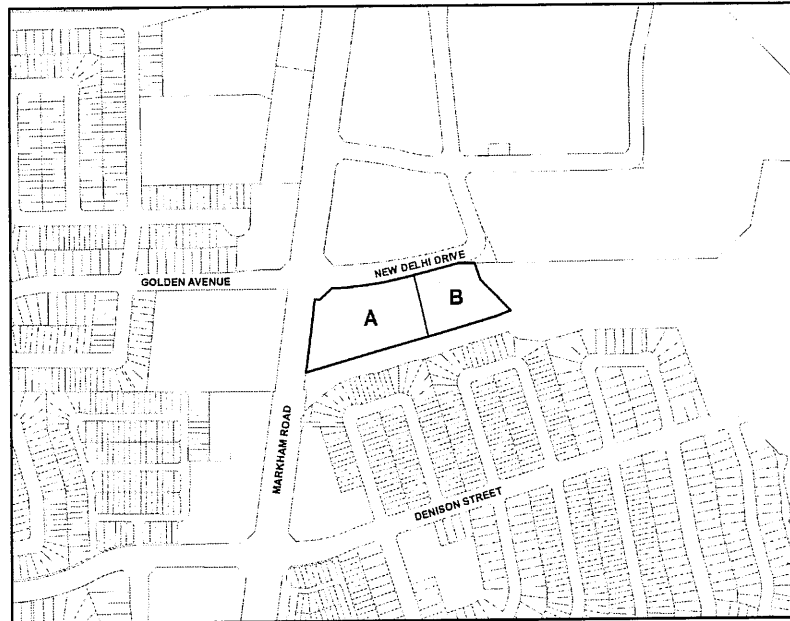 NEW DELHI DRIVE
GOLDEN AVENUE
A
B
MARKHAM ROAD
DENISON STREET